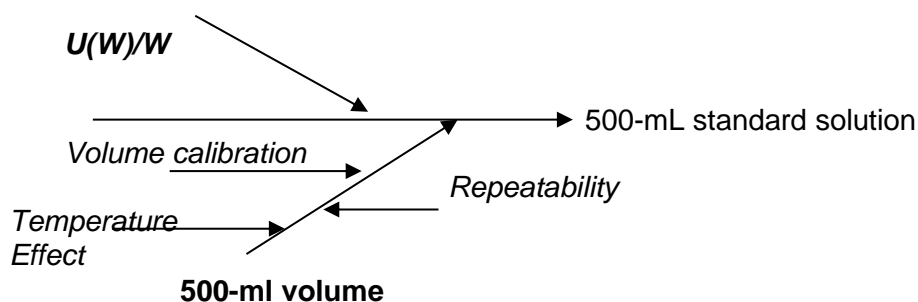 U(W)/W
500-mL standard solution
Volume calibration
Repeatability
Temperature
Effect
500-ml volume